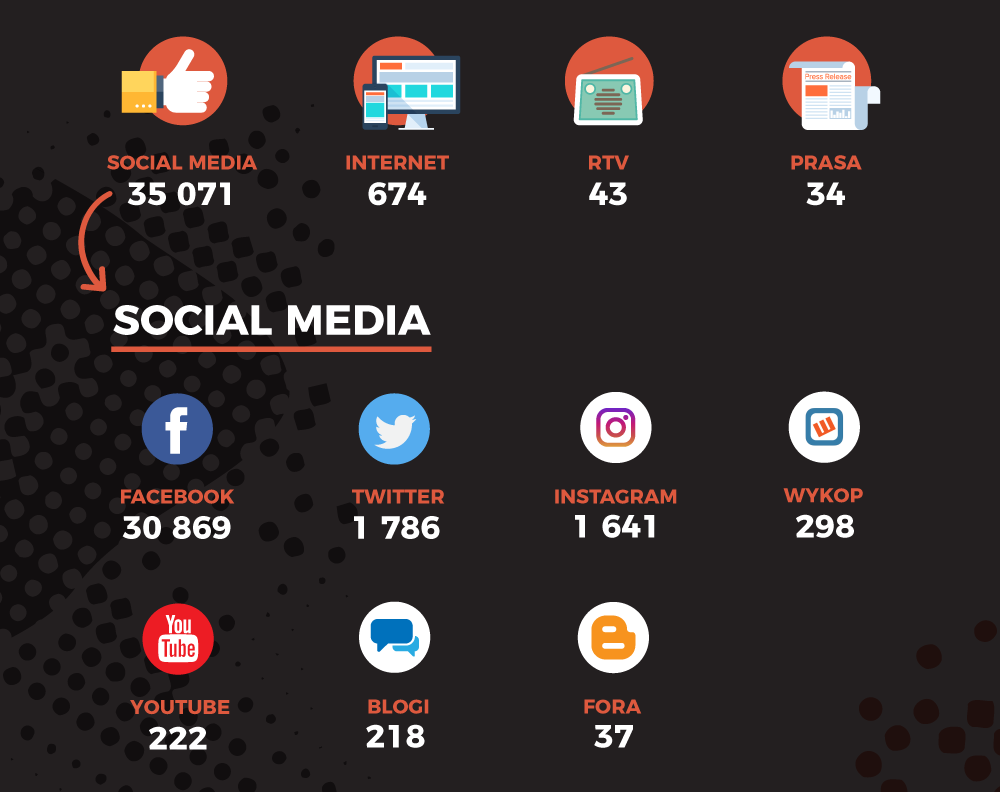 Press Release
SOCIAL MEDIA INTERNET RTV PRASA
35 071 674 43 34
SOCIAL MEDIA
FACEBOOK TWITTER INSTAGRAM WYKOP
30 869 1 786 1 641 298
You
Tube
YOUTUBE BLOGI FORA
222 218 37